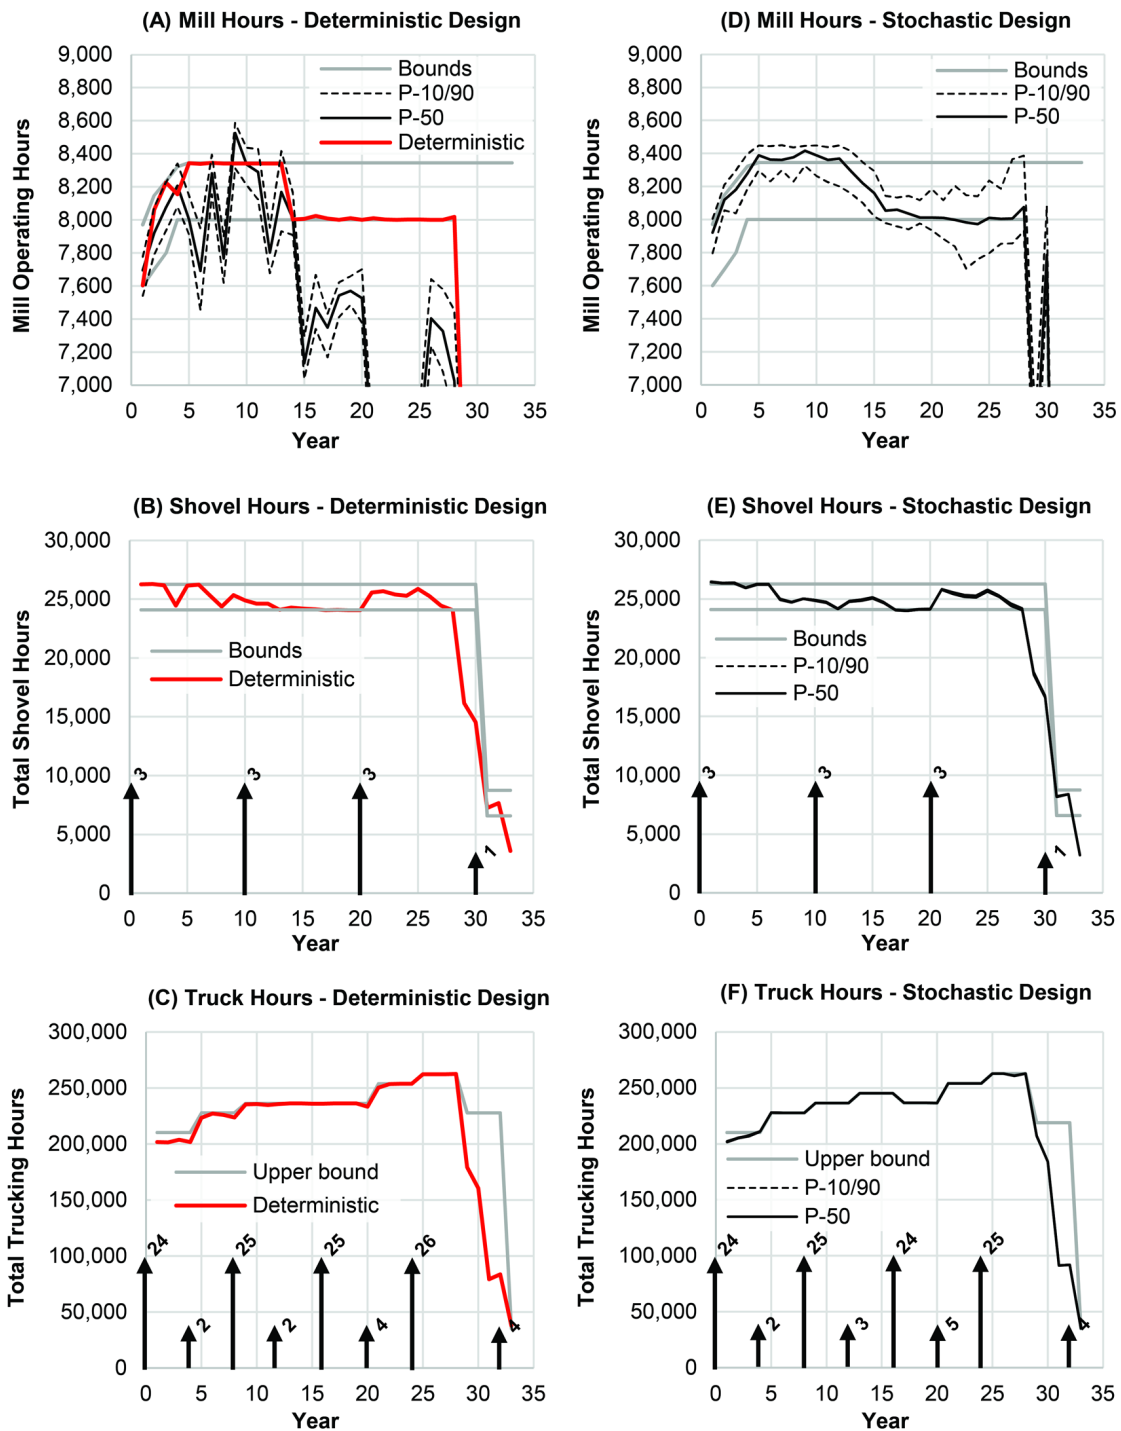 (A) Mill Hours - Deterministic Design
Mill Operating Hours
9,000
8,800
8,600
8,400
8,200
8,000
7,800
7,600
7,400
7,200
7,000
Bounds
P-10/90
P-50
Deterministic
0 5 10 15 20 25 30 35
Year
(D) Mill Hours - Stochastic Design
Mill Operating Hours
9,000
8,800
8,600
8,400
8,200
8,000
7,800
7,600
7,400
7,200
7,000
Bounds
P-10/90
P-50
0 5 10 15 20 25 30 35
Year
(B) Shovel Hours - Deterministic Design
Total Shovel Hours
30,000
25,000
20,000
15,000
10,000
5,000
0
Bounds
Deterministic
3 3 3 1
0 5 10 15 20 25 30 35
Year
(E) Shovel Hours - Stochastic Design
Total Shovel Hours
30,000
25,000
20,000
15,000
10,000
5,000
0
Bounds
P-10/90
P-50
3 3 3 1
0 5 10 15 20 25 30 35
Year
(C) Truck Hours - Deterministic Design
Total Trucking Hours
300,000
250,000
200,000
150,000
100,000
50,000
0
Upper bound
Deterministic
24 2 25 2 25 4 26 4
0 5 10 15 20 25 30 35
Year
(F) Truck Hours - Stochastic Design
Total Trucking Hours
300,000
250,000
200,000
150,000
100,000
50,000
0
Upper bound
P-10/90
P-50
24 2 25 3 24 5 25 4
0 5 10 15 20 25 30 35
Year